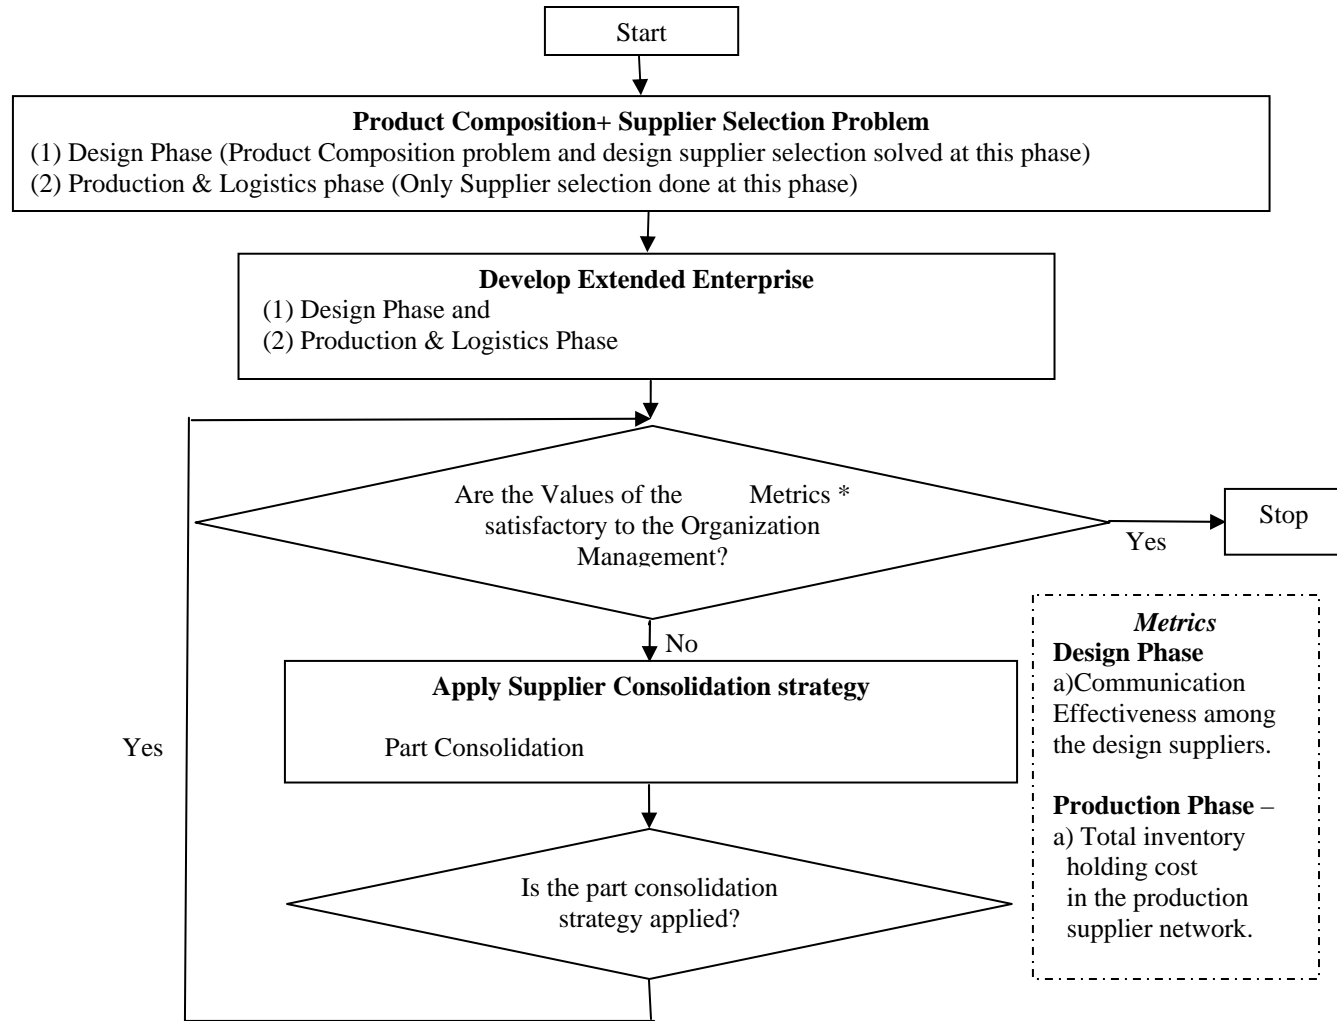 Start
Product Composition+ Supplier Selection Problem
(1) Design Phase (Product Composition problem and design supplier selection solved at this phase)
(2) Production & Logistics phase (Only Supplier selection done at this phase)
Develop Extended Enterprise
(1) Design Phase and
(2) Production & Logistics Phase
Are the Values of the Metrics *
satisfactory to the Organization
Management?
Yes
Stop
No
Apply Supplier Consolidation strategy
Part Consolidation
Yes
Is the part consolidation
strategy applied?
Metrics
Design Phase
a)Communication
Effectiveness among
the design suppliers.
Production Phase –
a) Total inventory
holding cost
in the production
supplier network.